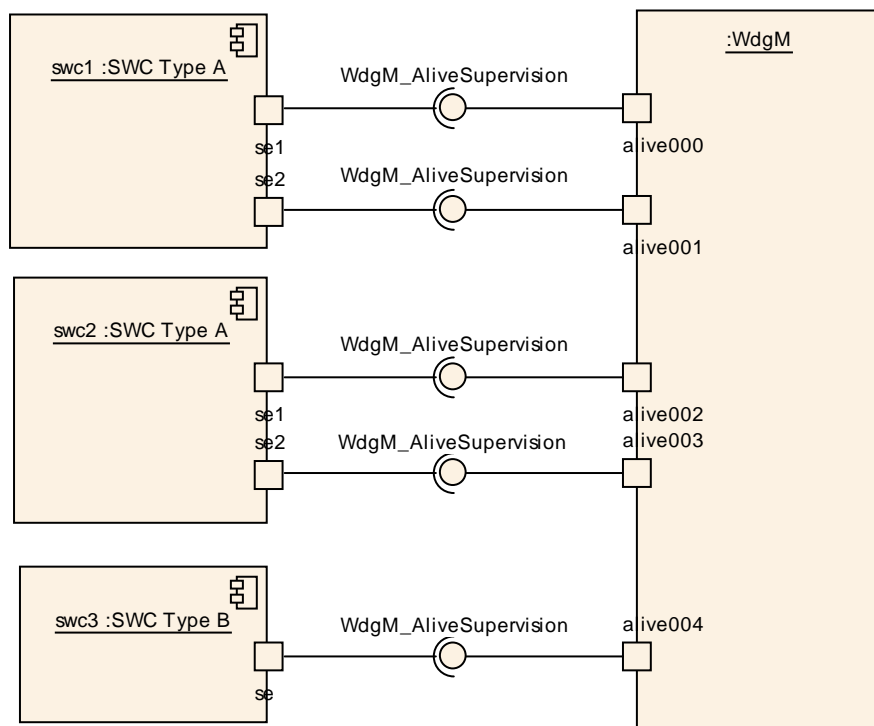 :WdgM
swc1 :SWC Type A
WdgM_AliveSupervision
se1
alive000
se2
WdgM_AliveSupervision
alive001
swc2 :SWC Type A
WdgM_AliveSupervision
se1
alive002
se2
WdgM_AliveSupervision
alive003
swc3 :SWC Type B
WdgM_AliveSupervision
alive004
se